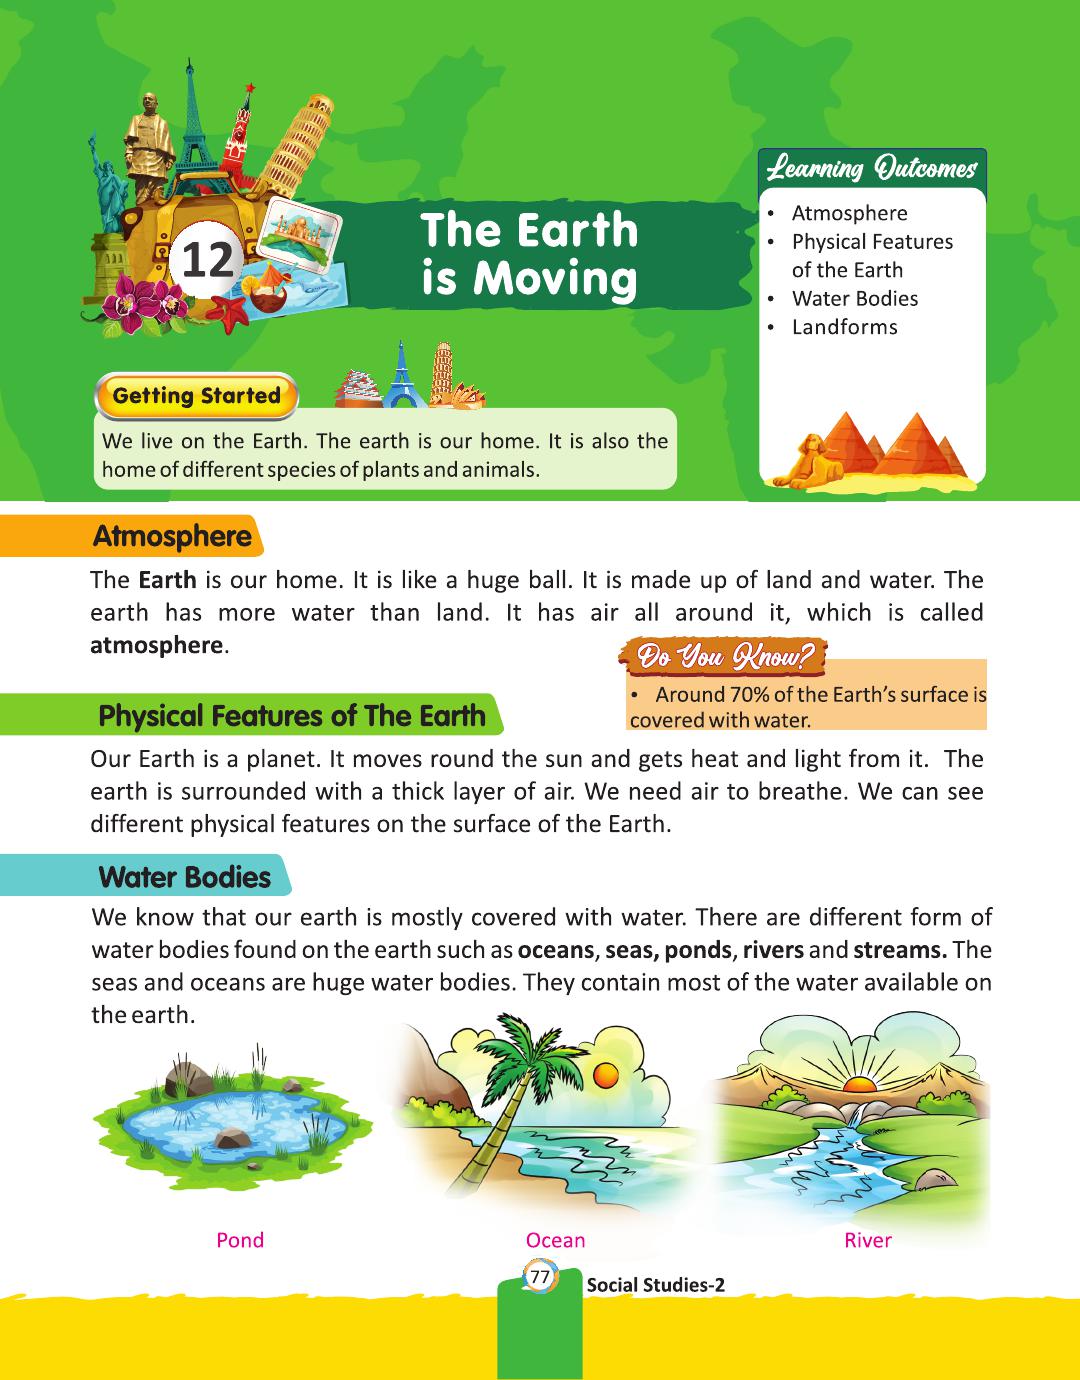 12
The Earth
is Moving
Learning Outcomes
• Atmosphere
• Physical Features
of the Earth
• Water Bodies
• Landforms
Getting Started
We live on the Earth. The earth is our home. It is also the
home of different species of plants and animals.
Atmosphere
The Earth is our home. It is like a huge ball. It is made up of land and water. The
earth has more water than land. It has air all around it, which is called
atmosphere.
Do You Know?
• Around 70% of the Earth's surface is
covered with water.
Physical Features of The Earth
Our Earth is a planet. It moves round the sun and gets heat and light from it. The
earth is surrounded with a thick layer of air. We need air to breathe. We can see
different physical features on the surface of the Earth.
Water Bodies
We know that our earth is mostly covered with water. There are different form of
water bodies found on the earth such as oceans, seas, ponds, rivers and streams. The
seas and oceans are huge water bodies. They contain most of the water available on
the earth.
Pond
Ocean
River
77
Social Studies-2